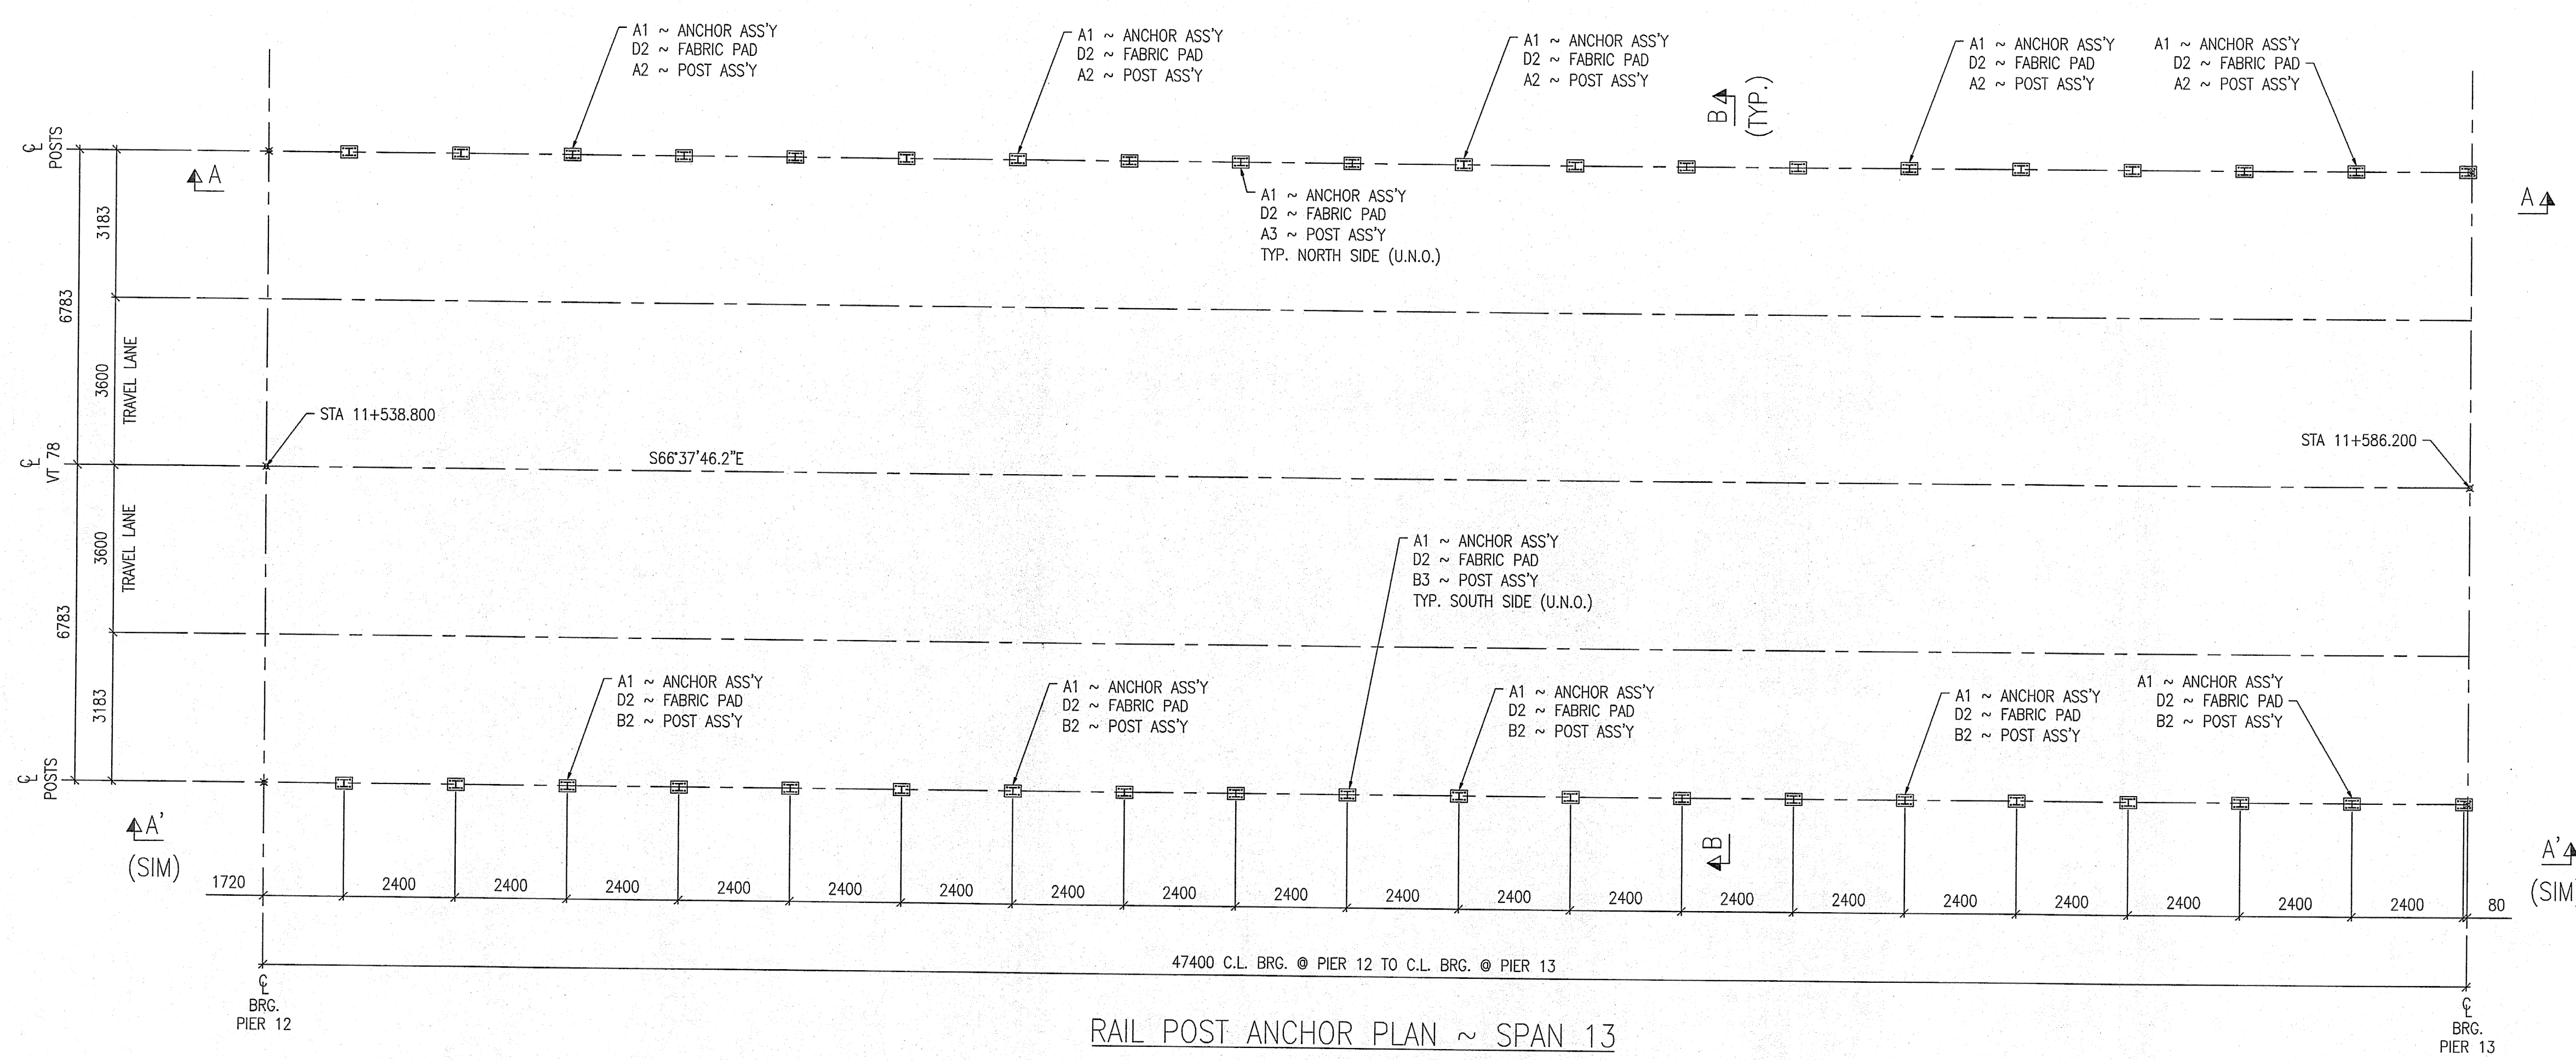 A1 ~ ANCHOR ASS'Y
D2 ~ FABRIC PAD
A2 ~ POST ASS'Y
A1 ~ ANCHOR ASS'Y
D2 ~ FABRIC PAD
A2 ~ POST ASS'Y
A1 ~ ANCHOR ASS'Y
D2 ~ FABRIC PAD
A2 ~ POST ASS'Y
A1 ~ ANCHOR ASS'Y
D2 ~ FABRIC PAD
A2 ~ POST ASS'Y
A1 ~ ANCHOR ASS'Y
D2 ~ FABRIC PAD
A2 ~ POST ASS'Y
B
(TYP.)
℄
POSTS
A
A
A1 ~ ANCHOR ASS'Y
D2 ~ FABRIC PAD
A3 ~ POST ASS'Y
TYP. NORTH SIDE (U.N.O.)
3183
6783
3600
TRAVEL LANE
STA 11+538.800
℄
VT 78
S66°37'46.2"E
STA 11+586.200
3600
TRAVEL LANE
6783
3183
A1 ~ ANCHOR ASS'Y
D2 ~ FABRIC PAD
B3 ~ POST ASS'Y
TYP. SOUTH SIDE (U.N.O.)
A1 ~ ANCHOR ASS'Y
D2 ~ FABRIC PAD
B2 ~ POST ASS'Y
A1 ~ ANCHOR ASS'Y
D2 ~ FABRIC PAD
B2 ~ POST ASS'Y
A1 ~ ANCHOR ASS'Y
D2 ~ FABRIC PAD
B2 ~ POST ASS'Y
A1 ~ ANCHOR ASS'Y
D2 ~ FABRIC PAD
B2 ~ POST ASS'Y
A1 ~ ANCHOR ASS'Y
D2 ~ FABRIC PAD
B2 ~ POST ASS'Y
℄
POSTS
A'
(SIM)
B
A'
(SIM
1720 2400 2400 2400 2400 2400 2400 2400 2400 2400 2400 2400 2400 2400 2400 2400 2400 2400 2400 2400 80
47400 C.L. BRG. @ PIER 12 TO C.L. BRG. @ PIER 13
℄
BRG.
PIER 12
℄
BRG.
PIER 13
RAIL POST ANCHOR PLAN ~ SPAN 13